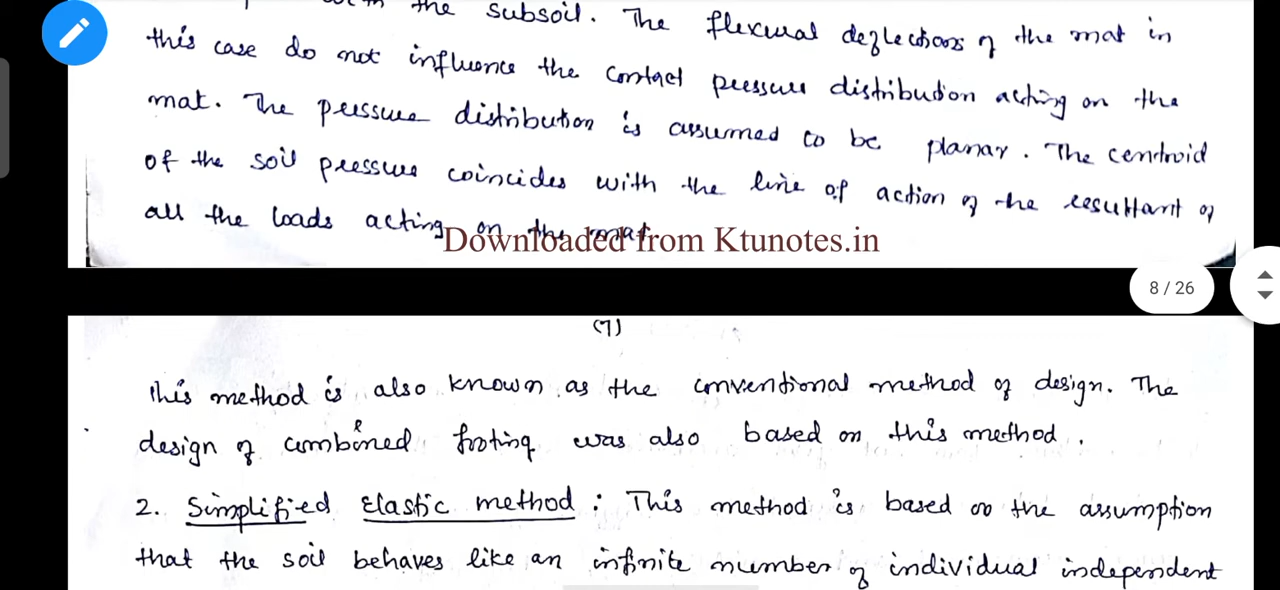 the subsoil. The flexural deflections of the mat in
this case do not influence the contact pressure distribution acting on the
mat. The pressure distribution is assumed to be planar. The centroid
of the soil pressure coincides with the line of action of the resultant of
all the loads acting on the mat.
Downloaded from Ktunotes.in
8 / 26
(7)
This method is also known as the conventional method of design. The
design of combined footing was also based on this method.
2. Simplified Elastic method : This method is based on the assumption
that the soil behaves like an infinite number of individual independent